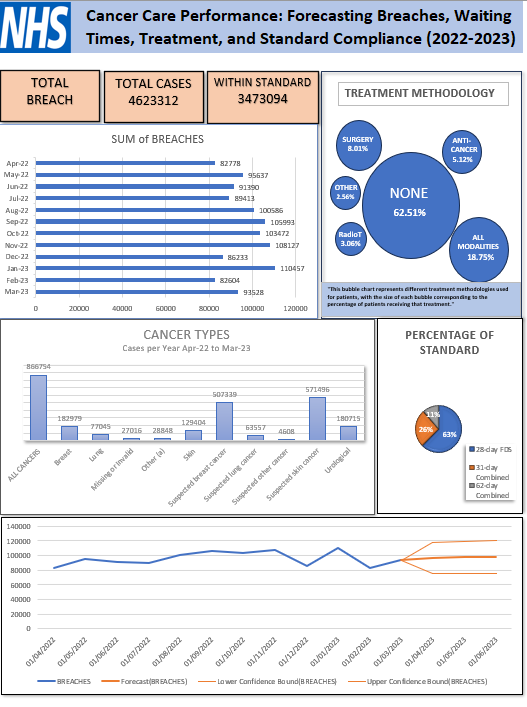 NHS
Cancer Care Performance: Forecasting Breaches, Waiting
Times, Treatment, and Standard Compliance (2022-2023)
TOTAL
BREACH
TOTAL CASES
4623312
WITHIN STANDARD
3473094
SUM of BREACHES
Apr-22 82778
May-22 95637
Jun-22 91390
Jul-22 89413
Aug-22 100586
Sep-22 105993
Oct-22 103472
Nov-22 108127
Dec-22 86233
Jan-23 110457
Feb-23 82604
Mar-23 93528
0 20000 40000 60000 80000 100000 120000
TREATMENT METHODOLOGY
SURGERY
8.01%
ANTI-
CANCER
5.12%
OTHER
2.56%
NONE
62.51%
RadioT
3.06%
ALL
MODALITIES
18.75%
"This bubble chart represents different treatment methodologies used
for patients, with the size of each bubble corresponding to the
percentage of patients receiving that treatment."
CANCER TYPES
Cases per Year Apr-22 to Mar-23
866754
182979
77045
27016
28848
129404
507339
63557
4608
571496
180715
ALL CANCERS
Breast
Lung
Missing or Invalid
Other (a)
Skin
Suspected breast cancer
Suspected lung cancer
Suspected other cancer
Suspected skin cancer
Urological
PERCENTAGE OF
STANDARD
11%
26%
63%
28-day FDS
31-day
Combined
62-day
Combined
140000
120000
100000
80000
60000
40000
20000
0
01/04/2022
01/05/2022
01/06/2022
01/07/2022
01/08/2022
01/09/2022
01/10/2022
01/11/2022
01/12/2022
01/01/2023
01/02/2023
01/03/2023
01/04/2023
01/05/2023
01/06/2023
BREACHES Forecast(BREACHES) Lower Confidence Bound(BREACHES) Upper Confidence Bound(BREACHES)